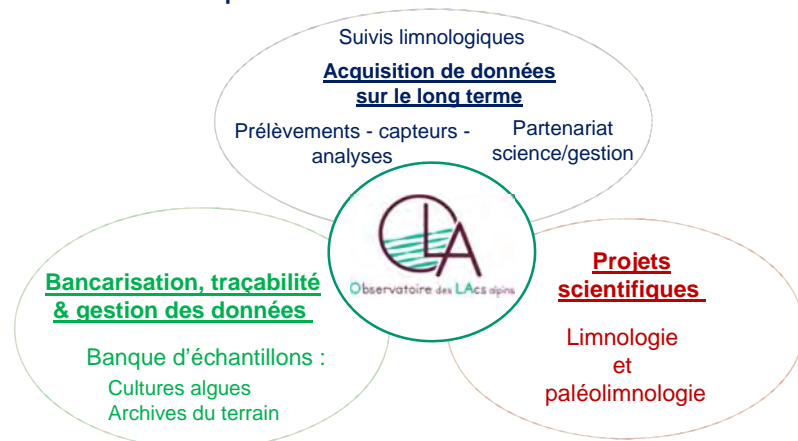 Suivis limnologiques
Acquisition de données
sur le long terme
Prélèvements - capteurs -
analyses
Partenariat
science/gestion
OLA
Observatoire des LAcs alpins
Bancarisation, traçabilité
& gestion des données
Banque d'échantillons :
Cultures algues
Archives du terrain
Projets
scientifiques
Limnologie
et
paléolimnologie